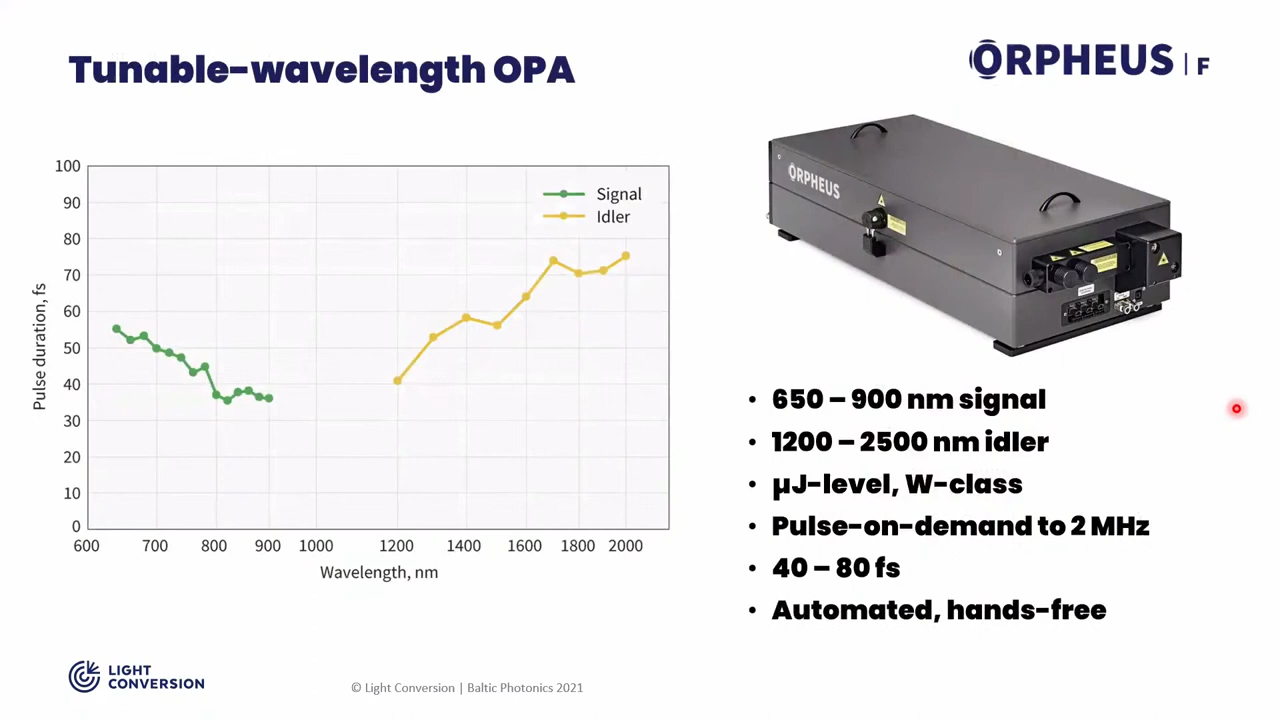 Tunable-wavelength OPA
ORPHEUS | F
100
90
80
70
60
50
40
30
20
10
0
Pulse duration, fs
Signal
Idler
600 700 800 900 1000 1200 1400 1600 1800 2000
Wavelength, nm
ORPHEUS
• 650 – 900 nm signal
• 1200 – 2500 nm idler
• µJ-level, W-class
• Pulse-on-demand to 2 MHz
• 40 – 80 fs
• Automated, hands-free
LIGHT
CONVERSION
© Light Conversion | Baltic Photonics 2021